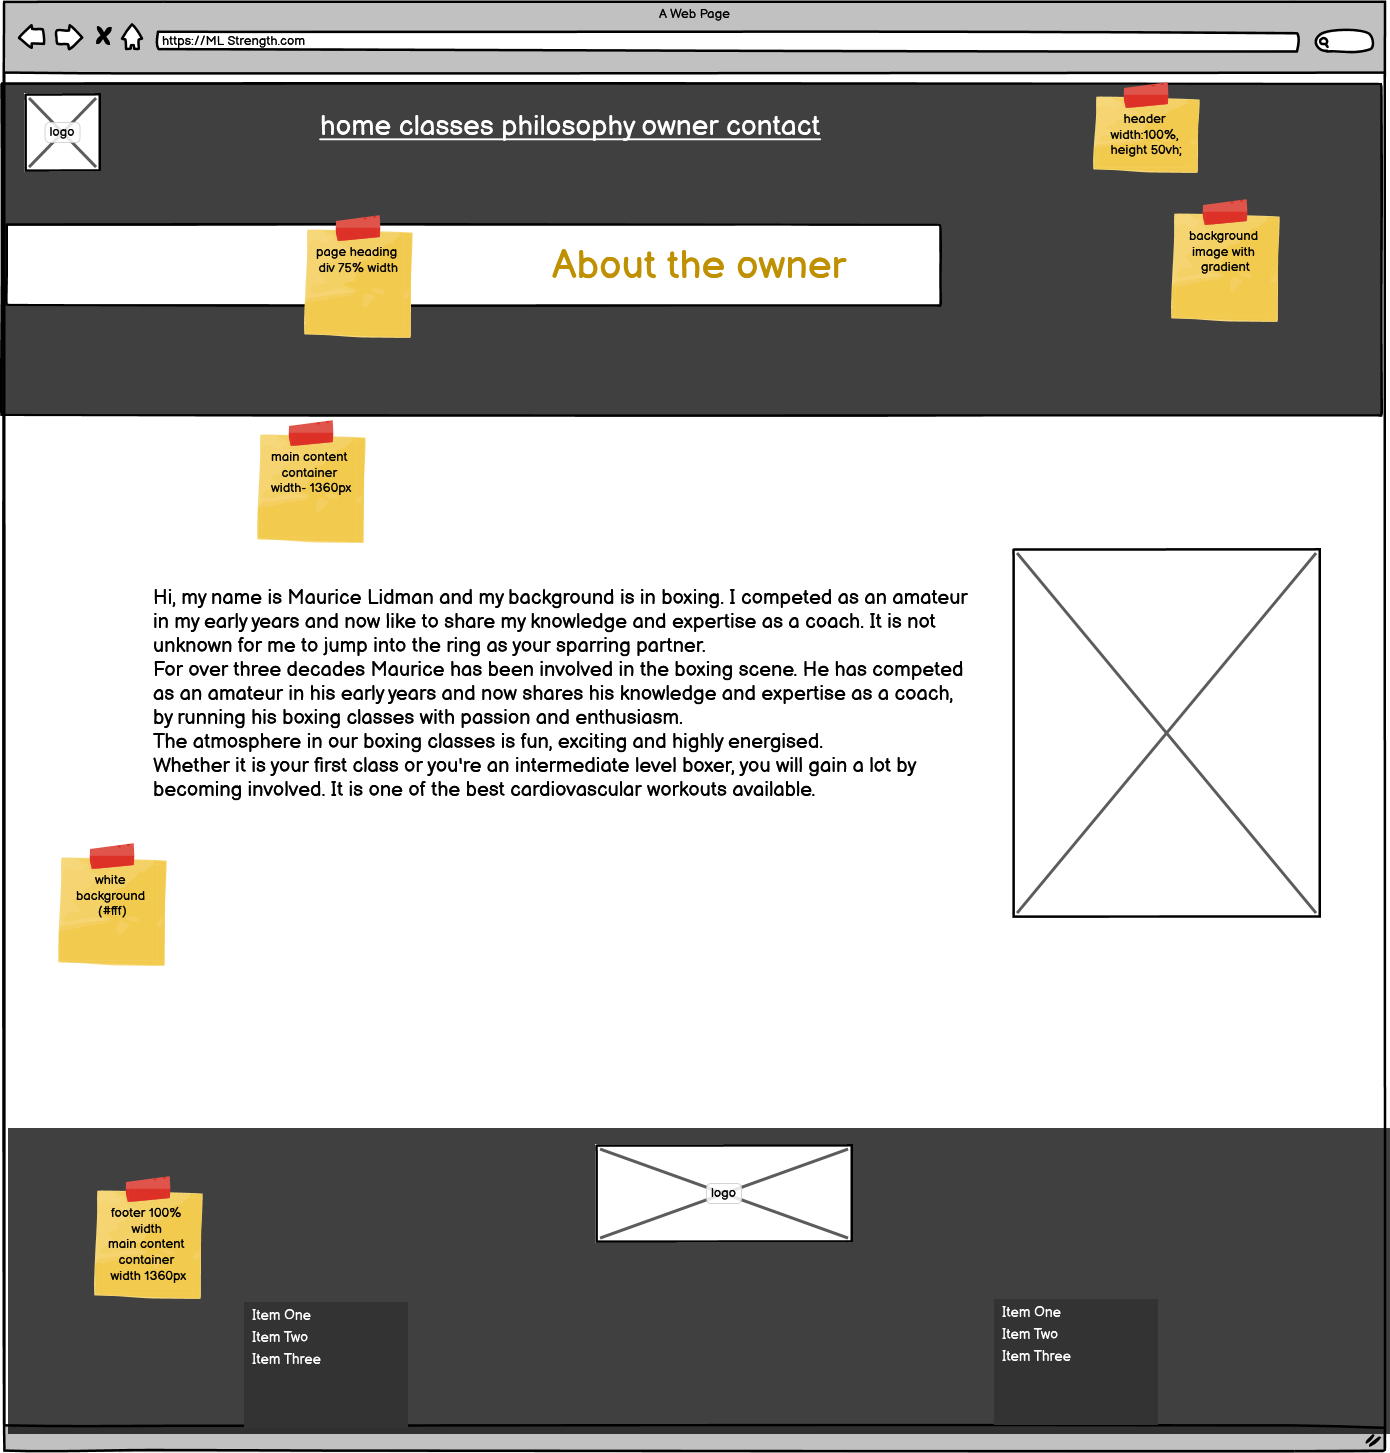 A Web Page
https://ML Strength.com
logo
home classes philosophy owner contact
header
width:100%,
height 50vh;
page heading
div 75% width
About the owner
background
image with
gradient
main content
container
width- 1360px
Hi, my name is Maurice Lidman and my background is in boxing. I competed as an amateur
in my early years and now like to share my knowledge and expertise as a coach. It is not
unknown for me to jump into the ring as your sparring partner.
For over three decades Maurice has been involved in the boxing scene. He has competed
as an amateur in his early years and now shares his knowledge and expertise as a coach,
by running his boxing classes with passion and enthusiasm.
The atmosphere in our boxing classes is fun, exciting and highly energised.
Whether it is your first class or you're an intermediate level boxer, you will gain a lot by
becoming involved. It is one of the best cardiovascular workouts available.
white
background
(#fff)
logo
footer 100%
width
main content
container
width 1360px
Item One
Item Two
Item Three
Item One
Item Two
Item Three